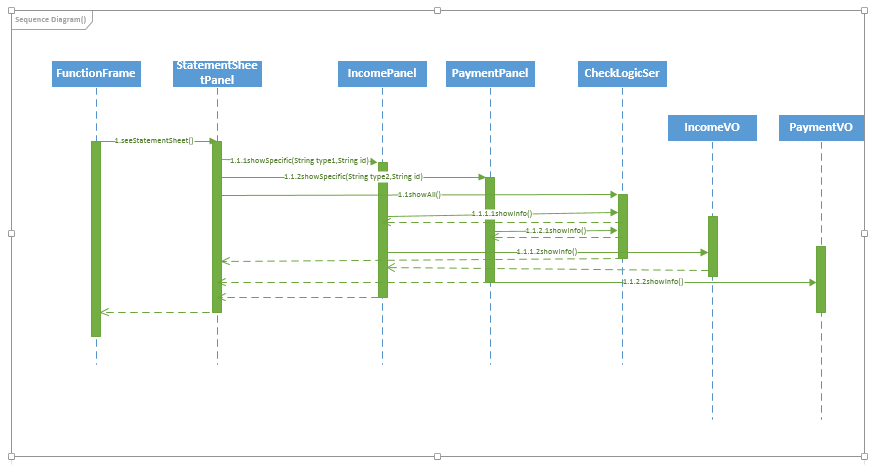 Sequence Diagram()
FunctionFrame
StatementShee
tPanel
IncomePanel
PaymentPanel
CheckLogicSer
IncomeVO
PaymentVO
1.seeStatementSheet()
1.1.1showSpecific(String type1,String id)
1.1.2showSpecific(String type2,String id)
1.1showAll()
1.1.1.1showInfo()
1.1.2.1showInfo()
1.1.1.2showInfo()
1.1.2.2showInfo()